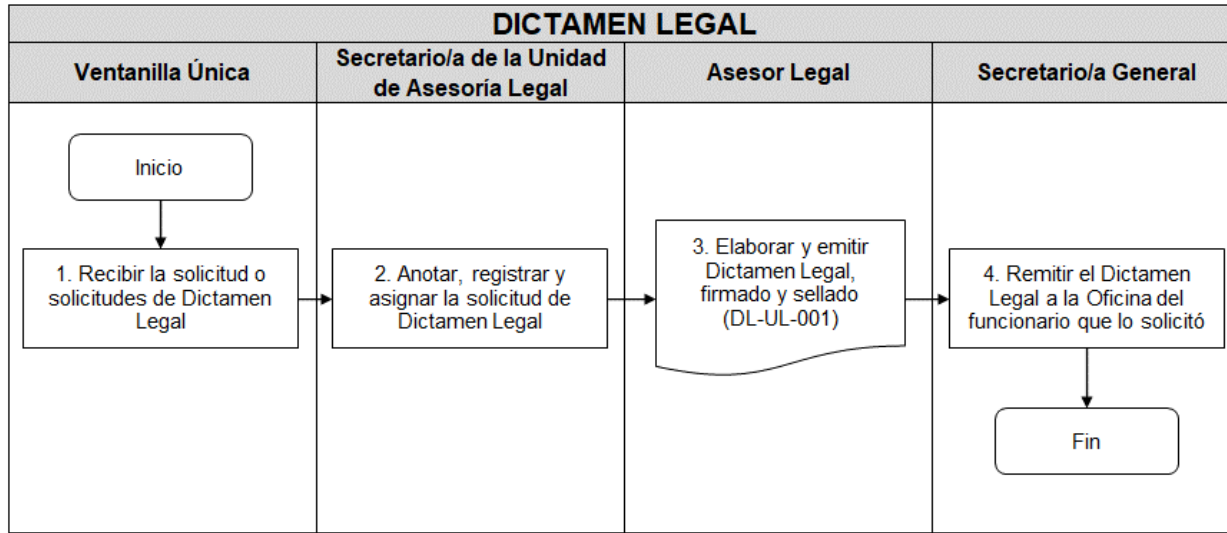 DICTAMEN LEGAL
Ventanilla Única
Secretario/a de la Unidad
de Asesoría Legal
Asesor Legal
Secretario/a General
Inicio
1. Recibir la solicitud o
solicitudes de Dictamen
Legal
2. Anotar, registrar y
asignar la solicitud de
Dictamen Legal
3. Elaborar y emitir
Dictamen Legal,
firmado y sellado
(DL-UL-001)
4. Remitir el Dictamen
Legal a la Oficina del
funcionario que lo solicitó
Fin